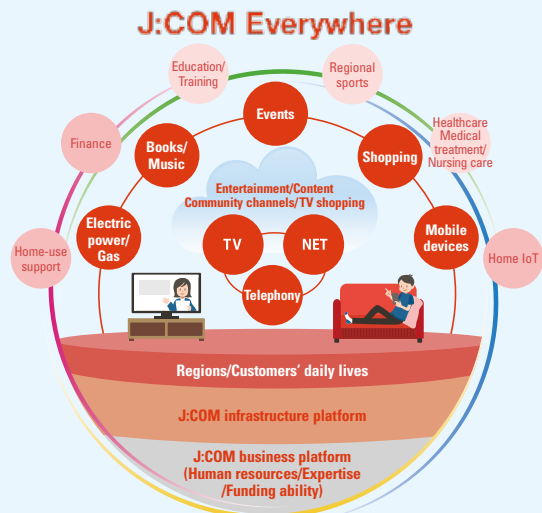 J:COM Everywhere
Education/
Training
Regional
sports
Events
Finance
Books/
Music
Shopping
Healthcare
Medical
treatment/
Nursing care
Entertainment/Content
Community channels/TV shopping
Home-use
support
Electric
power/
Gas
TV
NET
Mobile
devices
Home IoT
Telephony
Regions/Customers' daily lives
J:COM infrastructure platform
J:COM business platform
(Human resources/Expertise
/Funding ability)